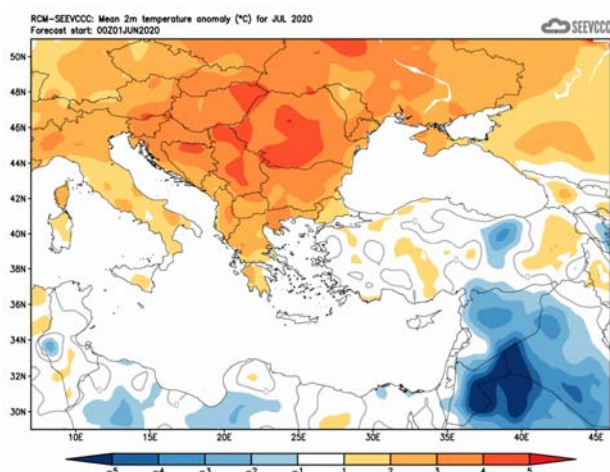 RCM-SEEVCCC: Mean 2m temperature anomaly (°C) for JUL 2020
Forecast start: 00Z01JUN2020
SEEVCCC
50N
48N
46N
44N
42N
40N
38N
36N
34N
32N
30N
10E 15E 20E 25E 30E 35E 40E 45E
-5 -4 -3 -2 -1 1 2 3 4 5